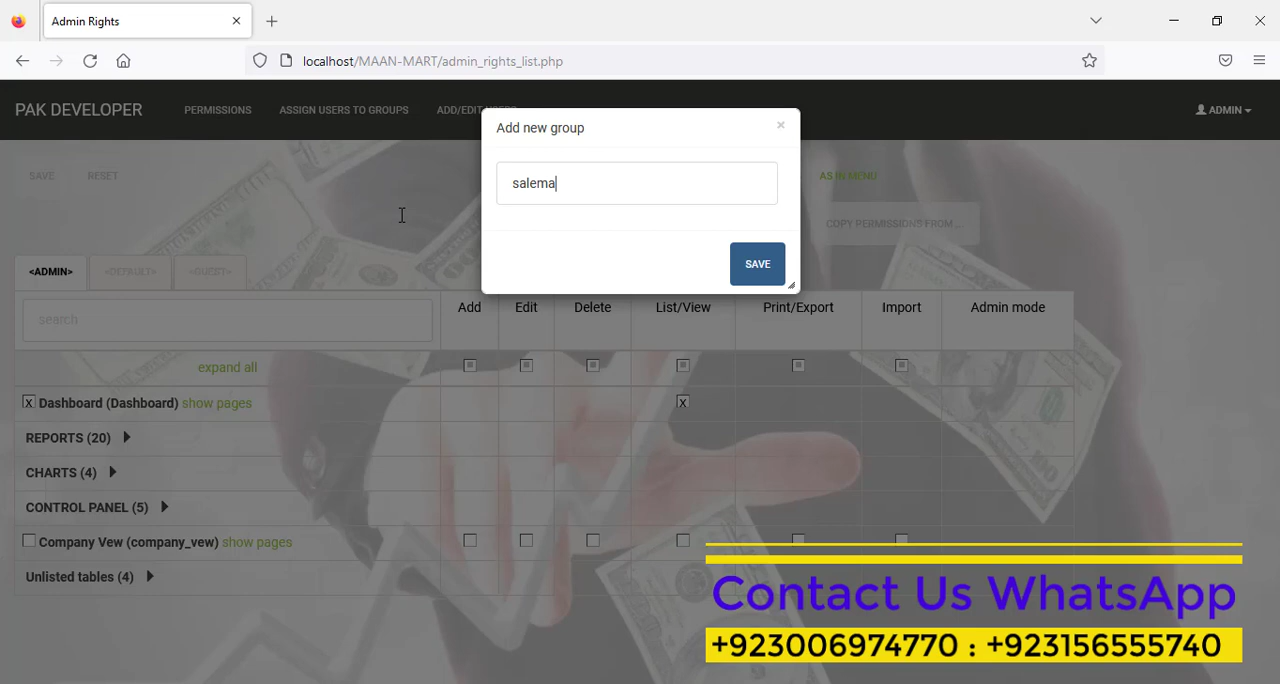 Admin Rights
localhost/MAAN-MART/admin_rights_list.php
PAK DEVELOPER PERMISSIONS ASSIGN USERS TO GROUPS ADD/EDIT USERS ADMIN
Add new group ×
salema
SAVE
SAVE RESET AS IN MENU
COPY PERMISSIONS FROM ...
<ADMIN> <DEFAULT> <GUEST>
search Add Edit Delete List/View Print/Export Import Admin mode
expand all
X Dashboard (Dashboard) show pages X
REPORTS (20)
CHARTS (4)
CONTROL PANEL (5)
Company Vew (company_vew) show pages
Unlisted tables (4)
Contact Us WhatsApp
+923006974770 : +923156555740